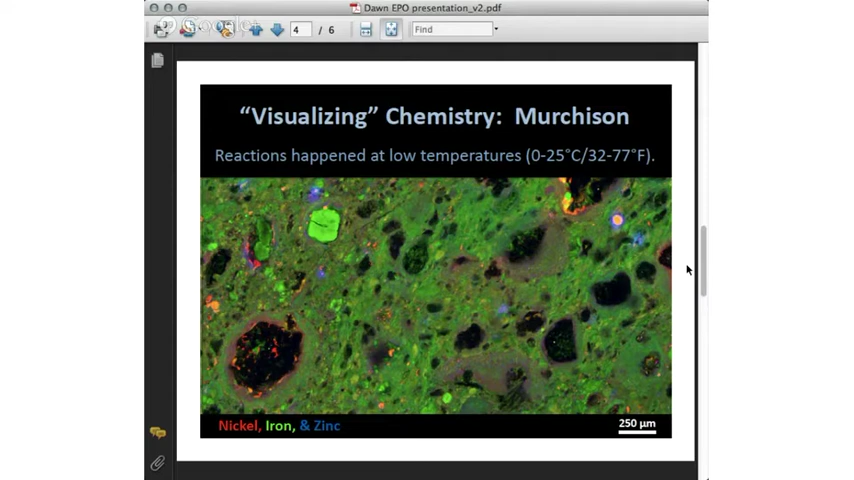 Dawn EPO presentation_v2.pdf
Google+
4 / 6
Find
“Visualizing” Chemistry: Murchison
Reactions happened at low temperatures (0-25°C/32-77°F).
Nickel, Iron, & Zinc
250 µm